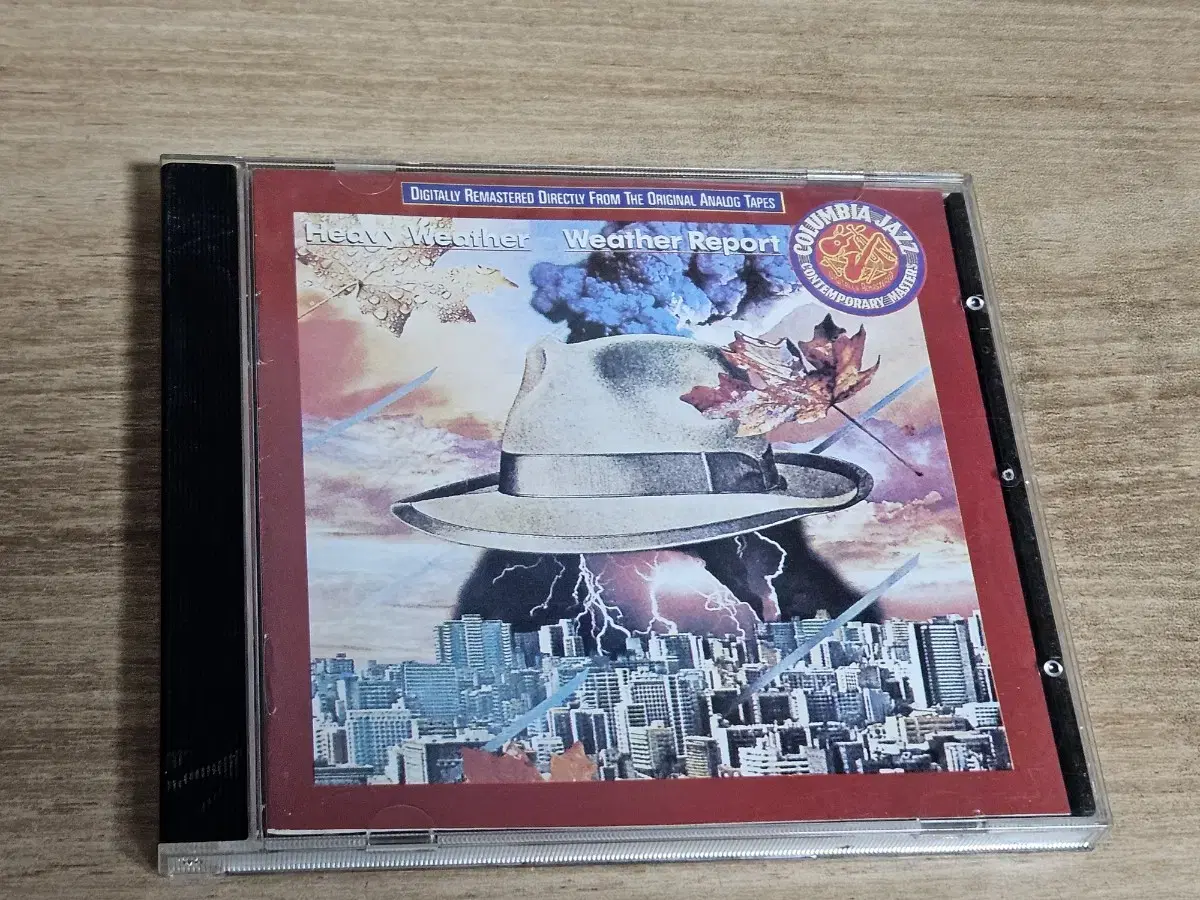 DIGITALLY REMASTERED DIRECTLY FROM THE ORIGINAL ANALOG TAPES
Heavy Weather Weather Report
COLUMBIA JAZZ
CONTEMPORARY MASTERS